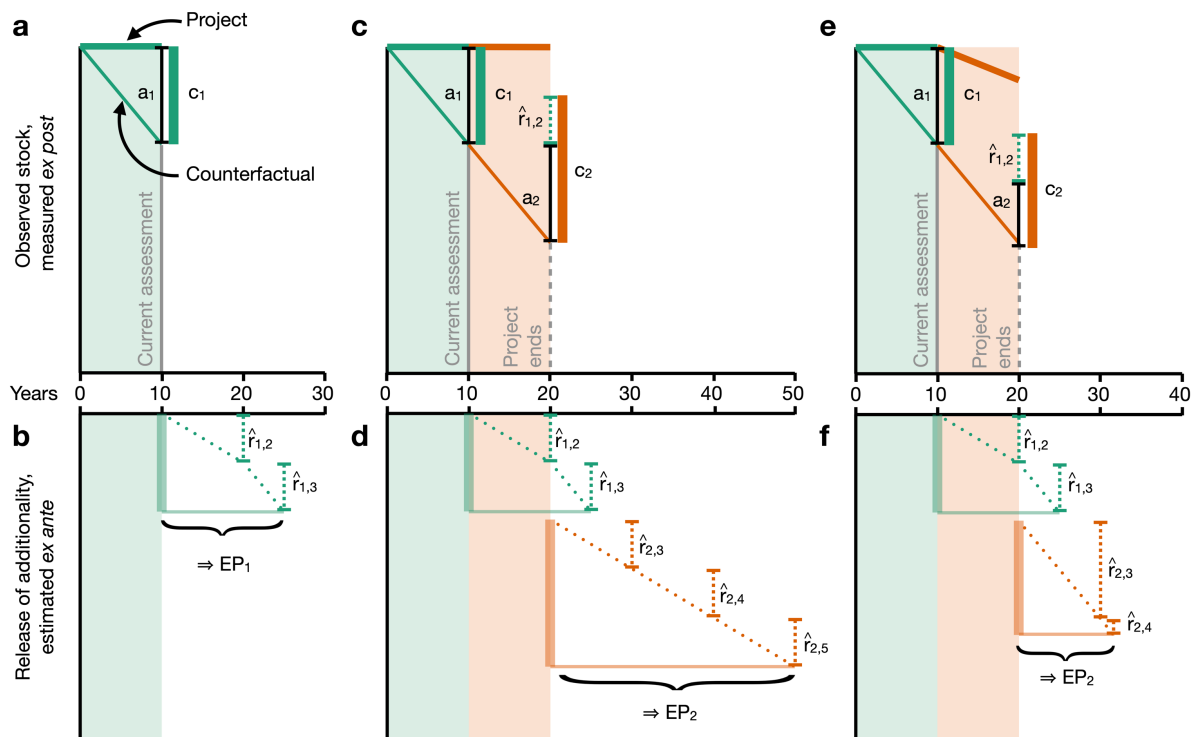 a
Project
a1
c1
Counterfactual
Current assessment
Observed stock,
measured ex post
c
a1
c1
r̂1,2
a2
c2
Current assessment
Project
ends
e
a1
c1
r̂1,2
a2
c2
Current assessment
Project
ends
Years
0 10 20 30
0 10 20 30 40 50
0 10 20 30 40
b
r̂1,2
r̂1,3
⇒ EP1
Release of additionality,
estimated ex ante
d
r̂1,2
r̂1,3
r̂2,3
r̂2,4
r̂2,5
⇒ EP2
f
r̂1,2
r̂1,3
r̂2,3
r̂2,4
⇒ EP2